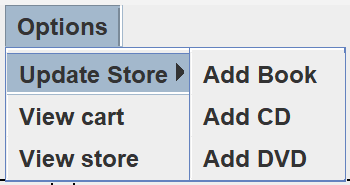 Options
Update Store
View cart
View store
Add Book
Add CD
Add DVD